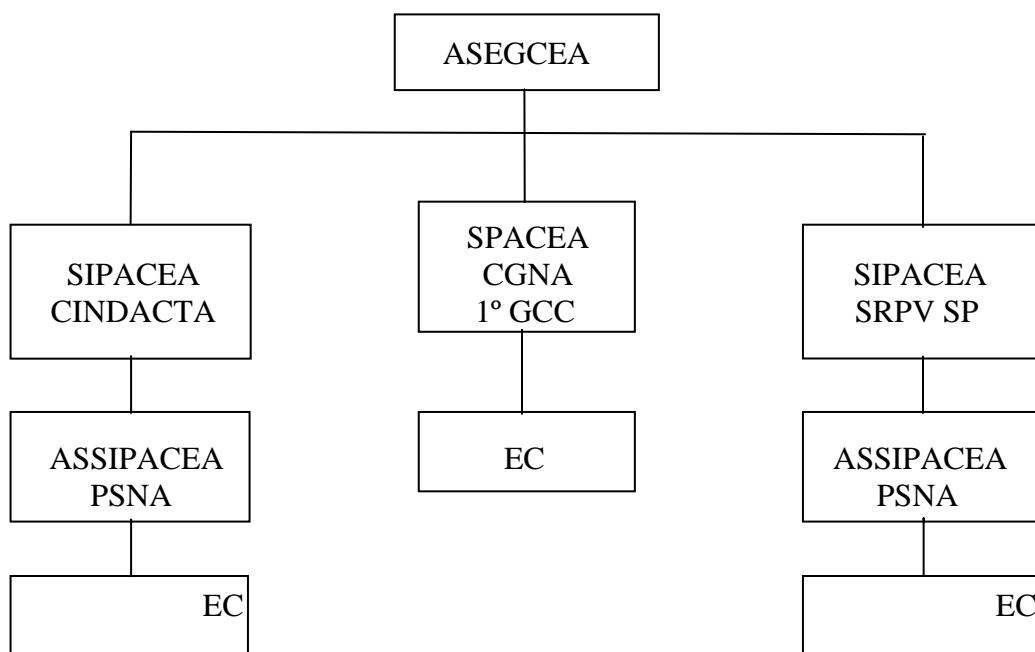 ASEGCEA
SIPACEA
CINDACTA
SPACEA
CGNA
1º GCC
SIPACEA
SRPV SP
ASSIPACEA
PSNA
EC
ASSIPACEA
PSNA
EC
EC